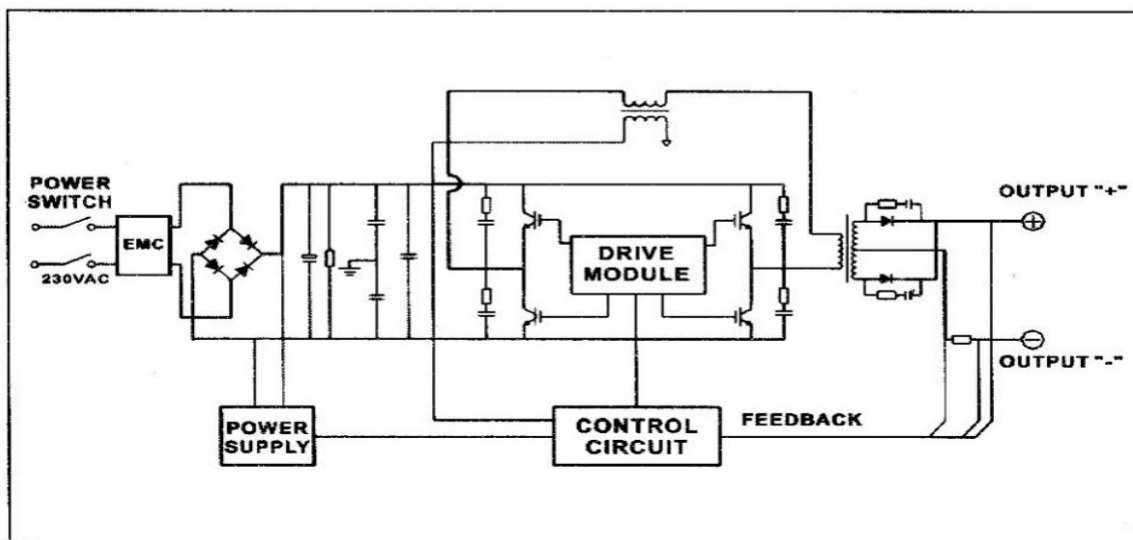 POWER
SWITCH
EMC
230VAC
DRIVE
MODULE
OUTPUT "+"
OUTPUT "-"
POWER
SUPPLY
CONTROL
CIRCUIT
FEEDBACK